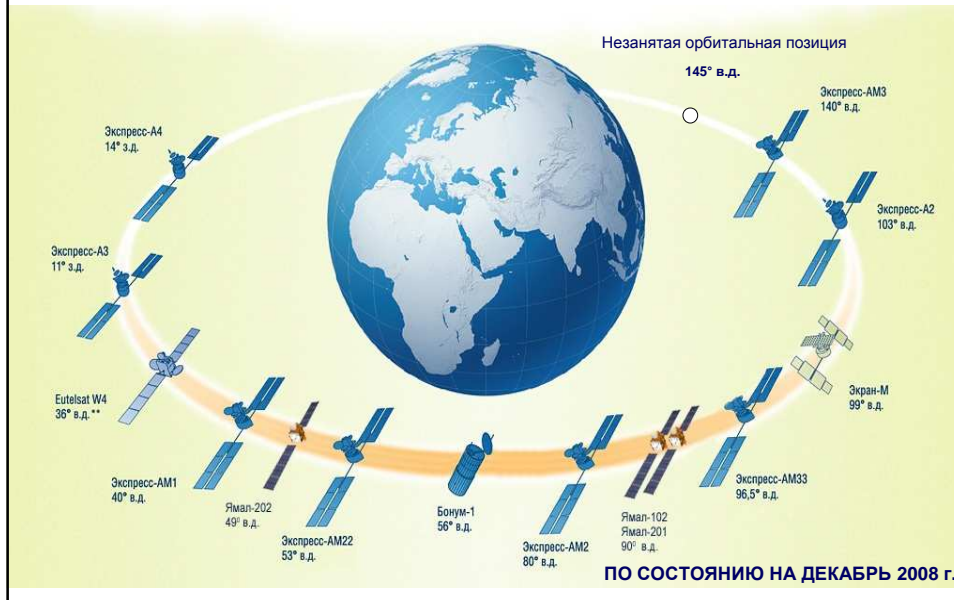 Незанятая орбитальная позиция
145° в.д.
Экспресс-АМ3
140° в.д.
Экспресс-А4
14° з.д.
Экспресс-А2
103° в.д.
Экспресс-А3
11° з.д.
Eutelsat W4
36° в.д.**
Экран-М
99° в.д.
Экспресс-АМ1
40° в.д.
Ямал-202
49⁰ в.д.
Экспресс-АМ22
53° в.д.
Бонум-1
56° в.д.
Экспресс-АМ2
80° в.д.
Ямал-102
Ямал-201
90⁰ в.д.
Экспресс-АМ33
96,5° в.д.
ПО СОСТОЯНИЮ НА ДЕКАБРЬ 2008 г.